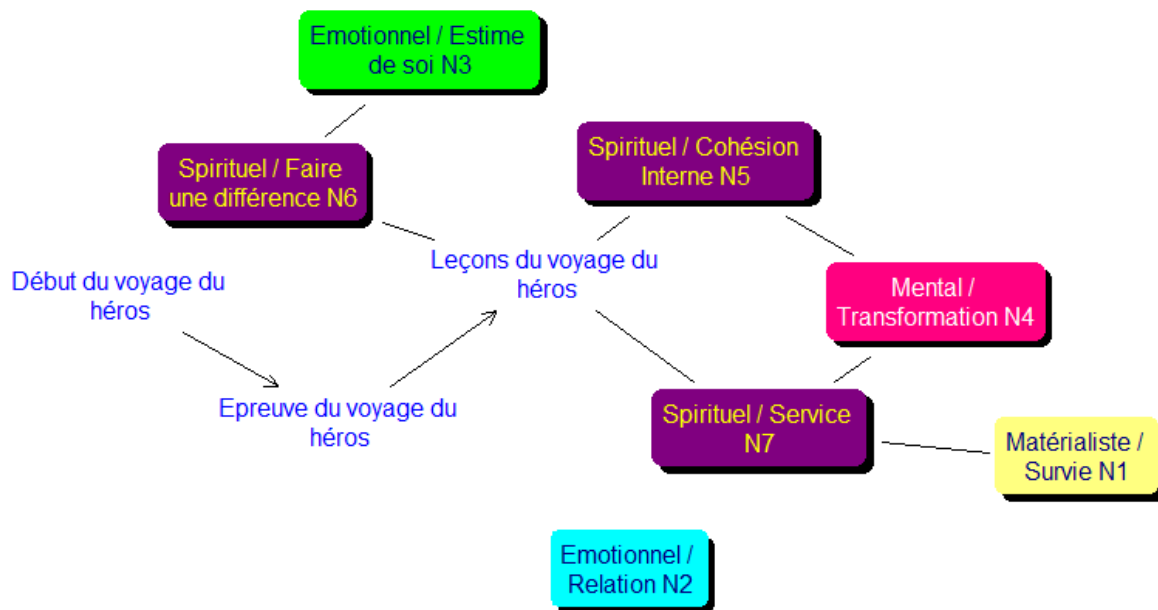 Emotionnel / Estime
de soi N3
Spirituel / Faire
une différence N6
Spirituel / Cohésion
Interne N5
Leçons du voyage du
héros
Début du voyage du
héros
Mental /
Transformation N4
Epreuve du voyage du
héros
Spirituel / Service
N7
Matérialiste /
Survie N1
Emotionnel /
Relation N2